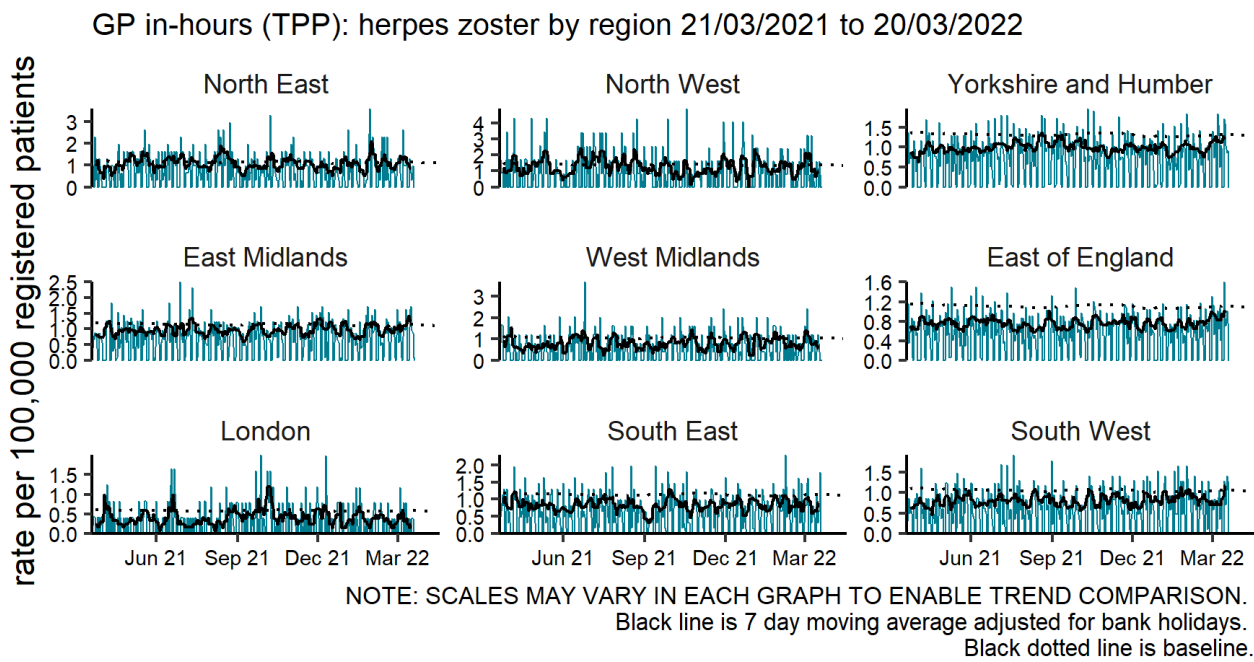 GP in-hours (TPP): herpes zoster by region 21/03/2021 to 20/03/2022
rate per 100,000 registered patients
North East
3
2
1
0
North West
4
3
2
1
0
Yorkshire and Humber
1.5
1.0
0.5
0.0
East Midlands
2.5
2.0
1.5
1.0
0.5
0.0
West Midlands
3
2
1
0
East of England
1.6
1.2
0.8
0.4
0.0
London
1.5
1.0
0.5
0.0
Jun 21 Sep 21 Dec 21 Mar 22
South East
2.0
1.5
1.0
0.5
0.0
Jun 21 Sep 21 Dec 21 Mar 22
South West
1.5
1.0
0.5
0.0
Jun 21 Sep 21 Dec 21 Mar 22
NOTE: SCALES MAY VARY IN EACH GRAPH TO ENABLE TREND COMPARISON.
Black line is 7 day moving average adjusted for bank holidays.
Black dotted line is baseline.